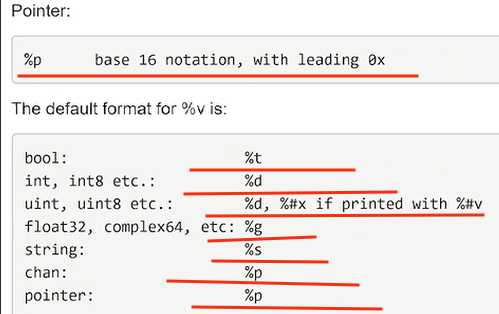 Pointer:
%p      base 16 notation, with leading 0x
The default format for %v is:
bool:                    %t
int, int8 etc.:          %d
uint, uint8 etc.:        %d, %#x if printed with %#v
float32, complex64, etc: %g
string:                  %s
chan:                    %p
pointer:                 %p